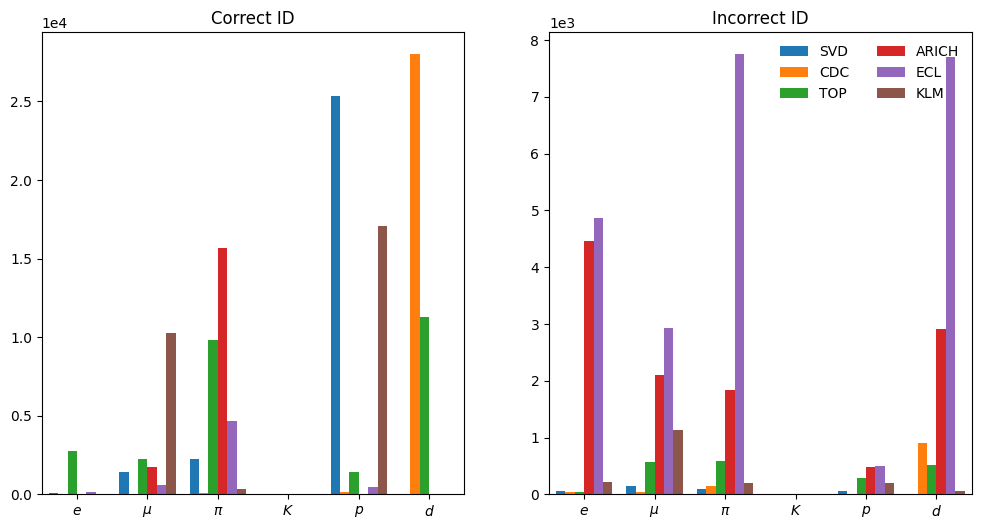 Correct ID
1e4
2.5
2.0
1.5
1.0
0.5
0.0
e μ π K p d
Incorrect ID
1e3
8
7
6
5
4
3
2
1
0
e μ π K p d
SVD ARICH
CDC ECL
TOP KLM